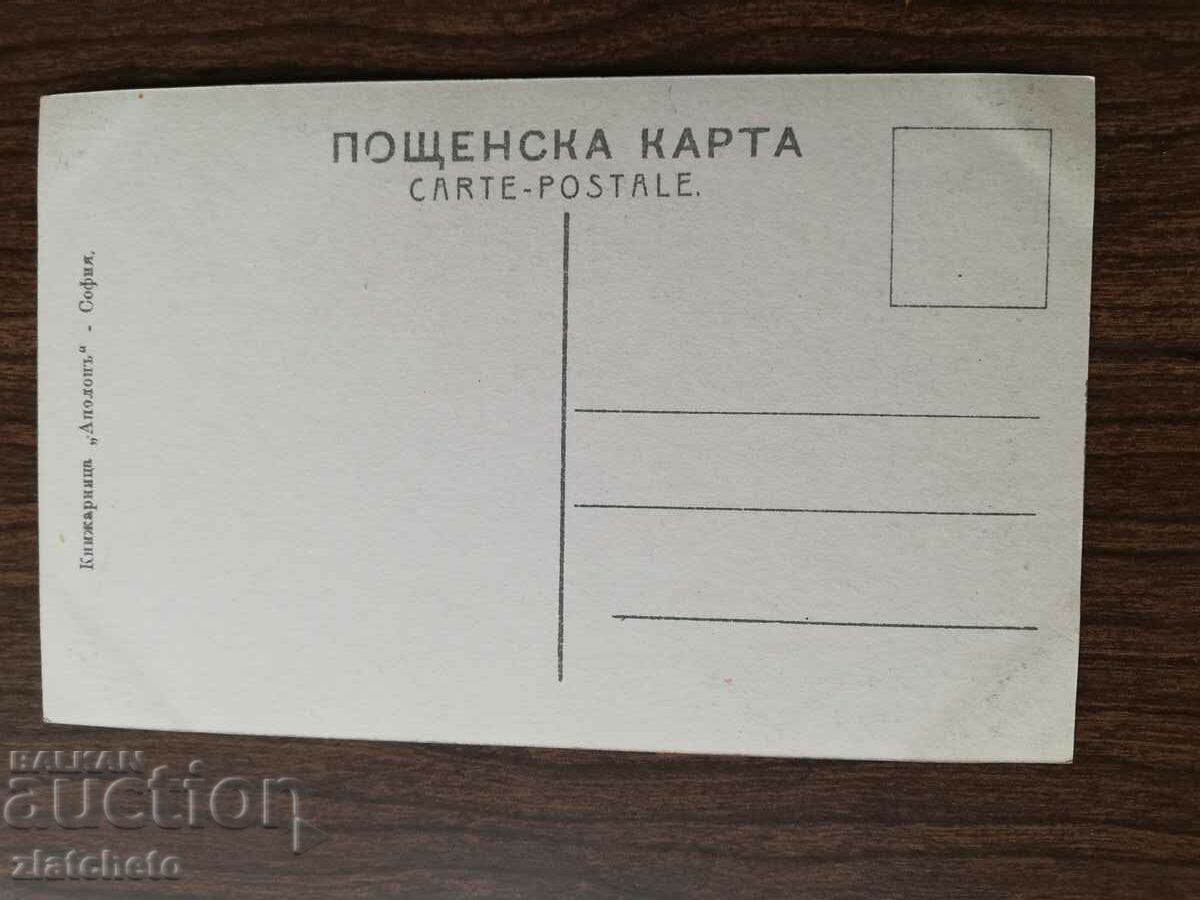 ПОЩЕНСКА КАРТА
CARTE-POSTALE.
Книжарница „Аполонъ“ - София.
BALKAN
auction
zlatcheto